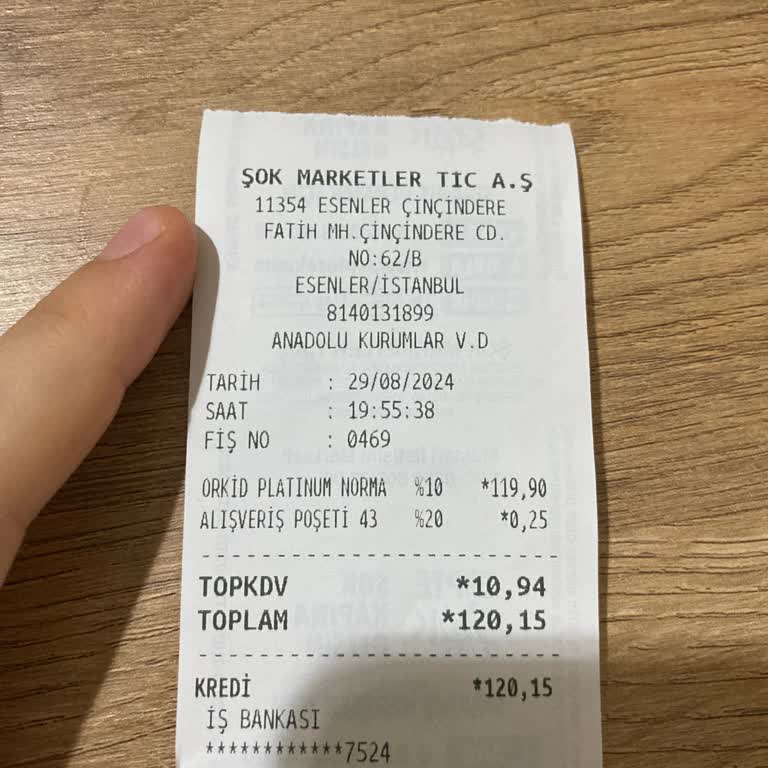 ŞOK MARKETLER TİC A.Ş
11354 ESENLER ÇİNÇİNDERE
FATİH MH.ÇİNÇİNDERE CD.
NO:62/B
ESENLER/İSTANBUL
8140131899
ANADOLU KURUMLAR V.D
TARİH : 29/08/2024
SAAT : 19:55:38
FİŞ NO : 0469
ORKİD PLATINUM NORMA %10 *119,90
ALIŞVERİŞ POŞETİ 43 %20 *0,25
TOPKDV *10,94
TOPLAM *120,15
KREDİ *120,15
İŞ BANKASI
************7524